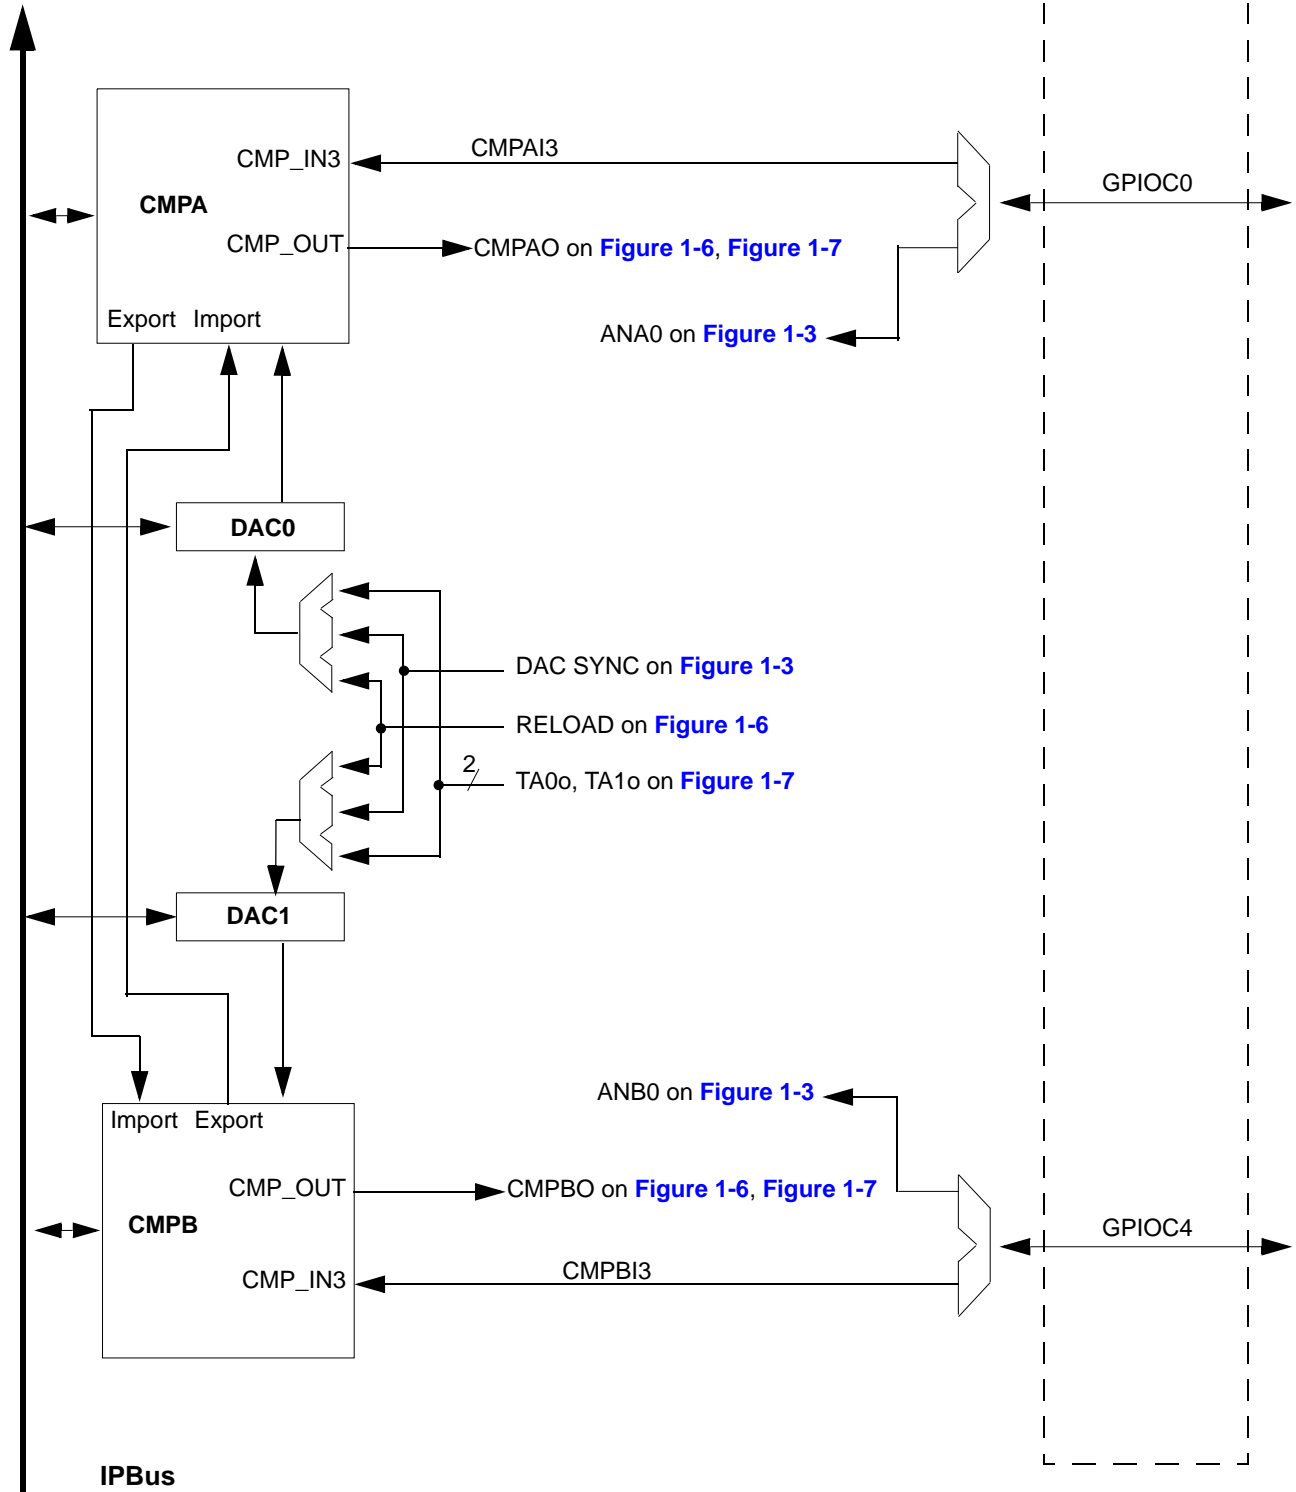 CMP_IN3
CMPAI3
GPIOC0
CMPA
CMP_OUT
CMPAO on Figure 1-6, Figure 1-7
Export Import
ANA0 on Figure 1-3
DAC0
DAC SYNC on Figure 1-3
RELOAD on Figure 1-6
2
TA0o, TA1o on Figure 1-7
DAC1
ANB0 on Figure 1-3
Import Export
CMP_OUT
CMPBO on Figure 1-6, Figure 1-7
CMPB
GPIOC4
CMP_IN3
CMPBI3
IPBus